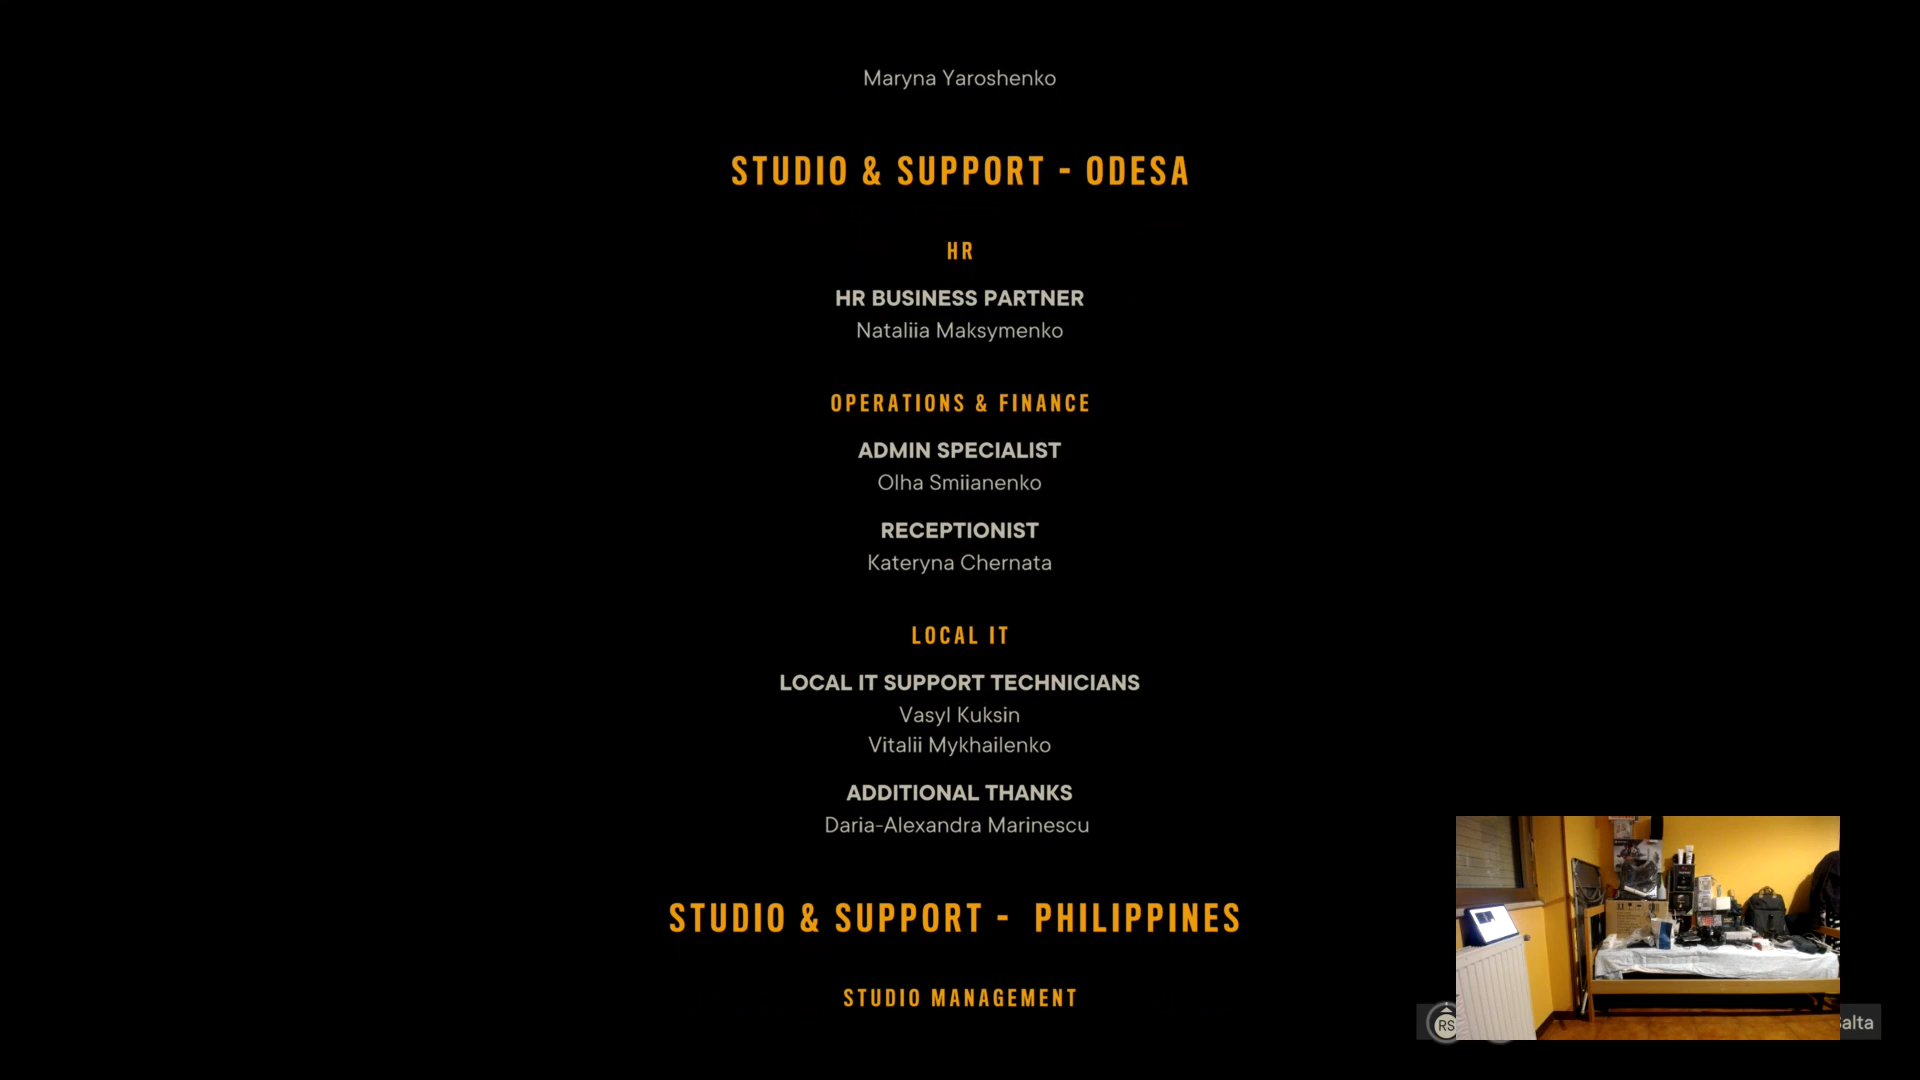 Maryna Yaroshenko
STUDIO & SUPPORT - ODESA
HR
HR BUSINESS PARTNER
Nataliia Maksymenko
OPERATIONS & FINANCE
ADMIN SPECIALIST
Olha Smiianenko
RECEPTIONIST
Kateryna Chernata
LOCAL IT
LOCAL IT SUPPORT TECHNICIANS
Vasyl Kuksin
Vitalii Mykhailenko
ADDITIONAL THANKS
Daria-Alexandra Marinescu
STUDIO & SUPPORT - PHILIPPINES
STUDIO MANAGEMENT
RS
alta